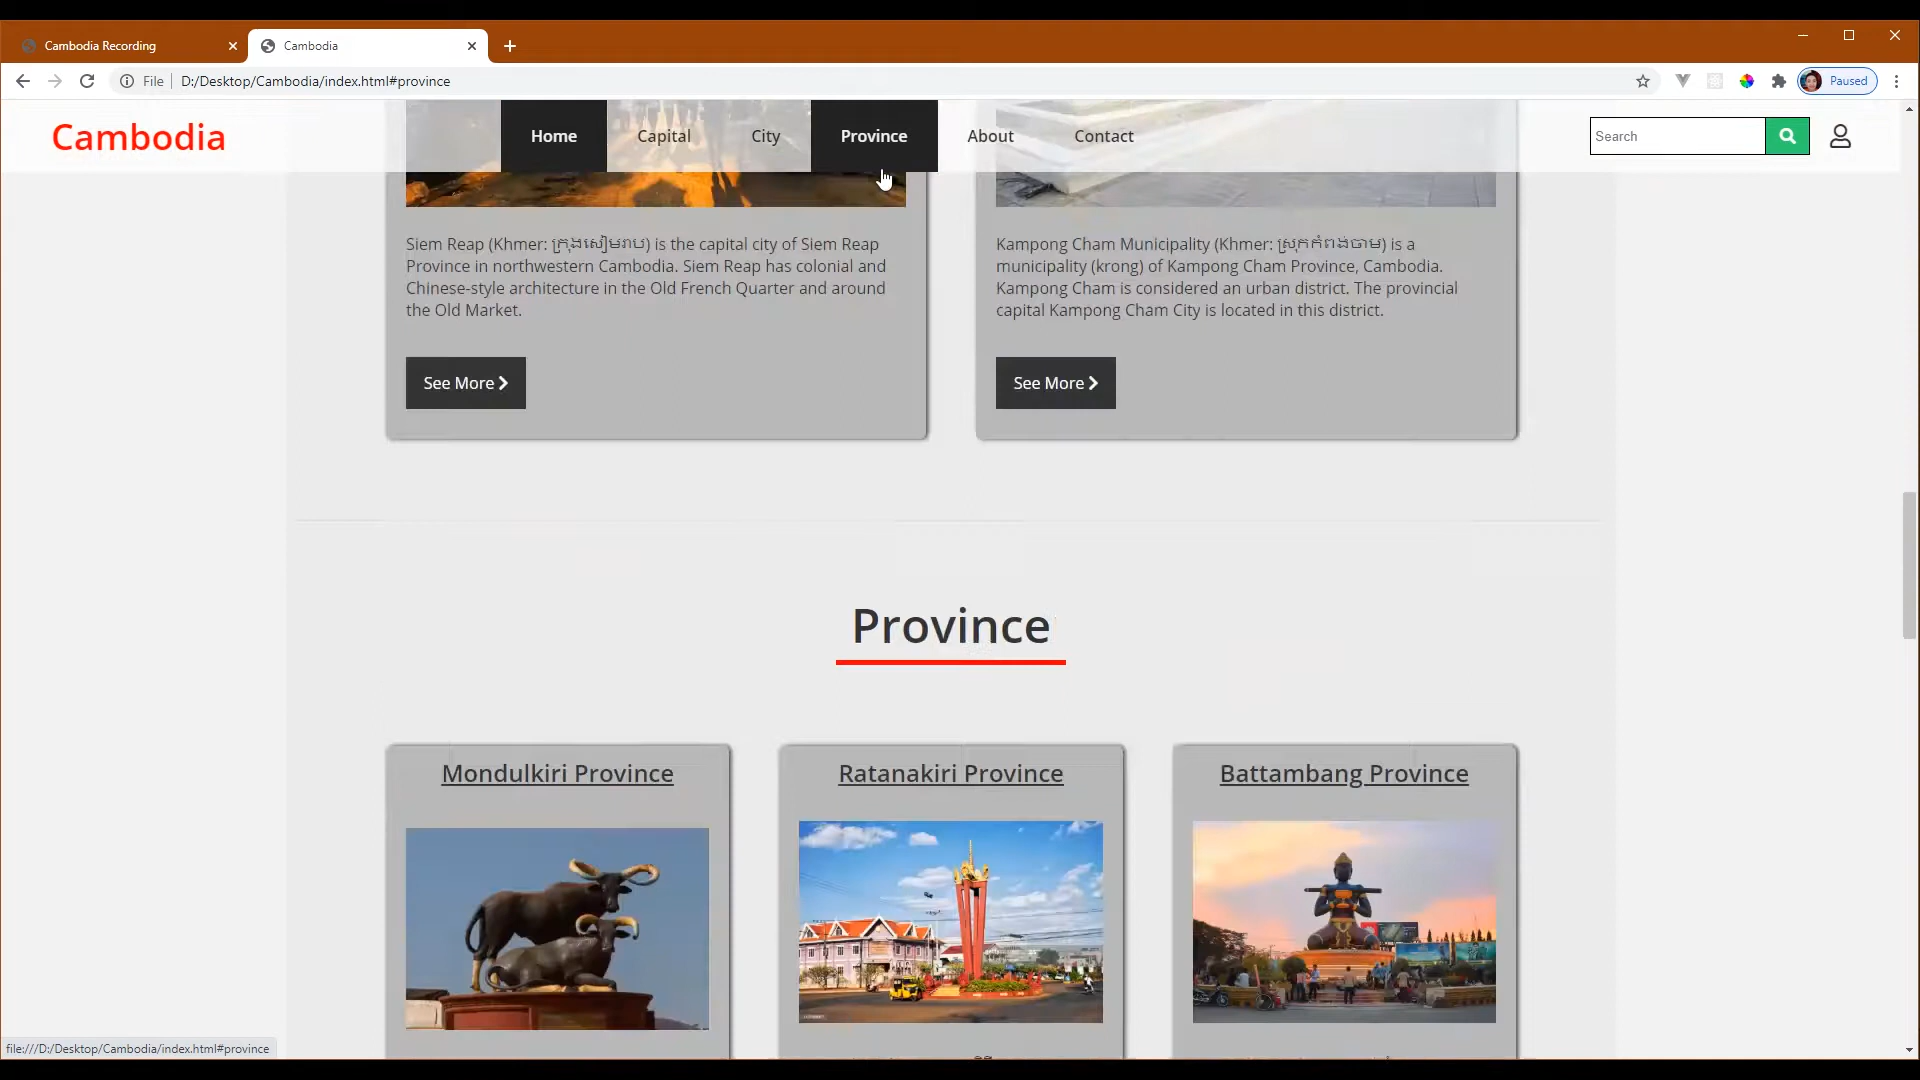 Cambodia Recording
Cambodia
File
D:/Desktop/Cambodia/index.html#province
Paused
Cambodia
Home
Capital
City
Province
About
Contact
Search
Siem Reap (Khmer: ក្រុងសៀមរាប) is the capital city of Siem Reap
Province in northwestern Cambodia. Siem Reap has colonial and
Chinese-style architecture in the Old French Quarter and around
the Old Market.
See More
Kampong Cham Municipality (Khmer: ស្រុកកំពង់ចាម) is a
municipality (krong) of Kampong Cham Province, Cambodia.
Kampong Cham is considered an urban district. The provincial
capital Kampong Cham City is located in this district.
See More
Province
Mondulkiri Province
Ratanakiri Province
Battambang Province
file:///D:/Desktop/Cambodia/index.html#province